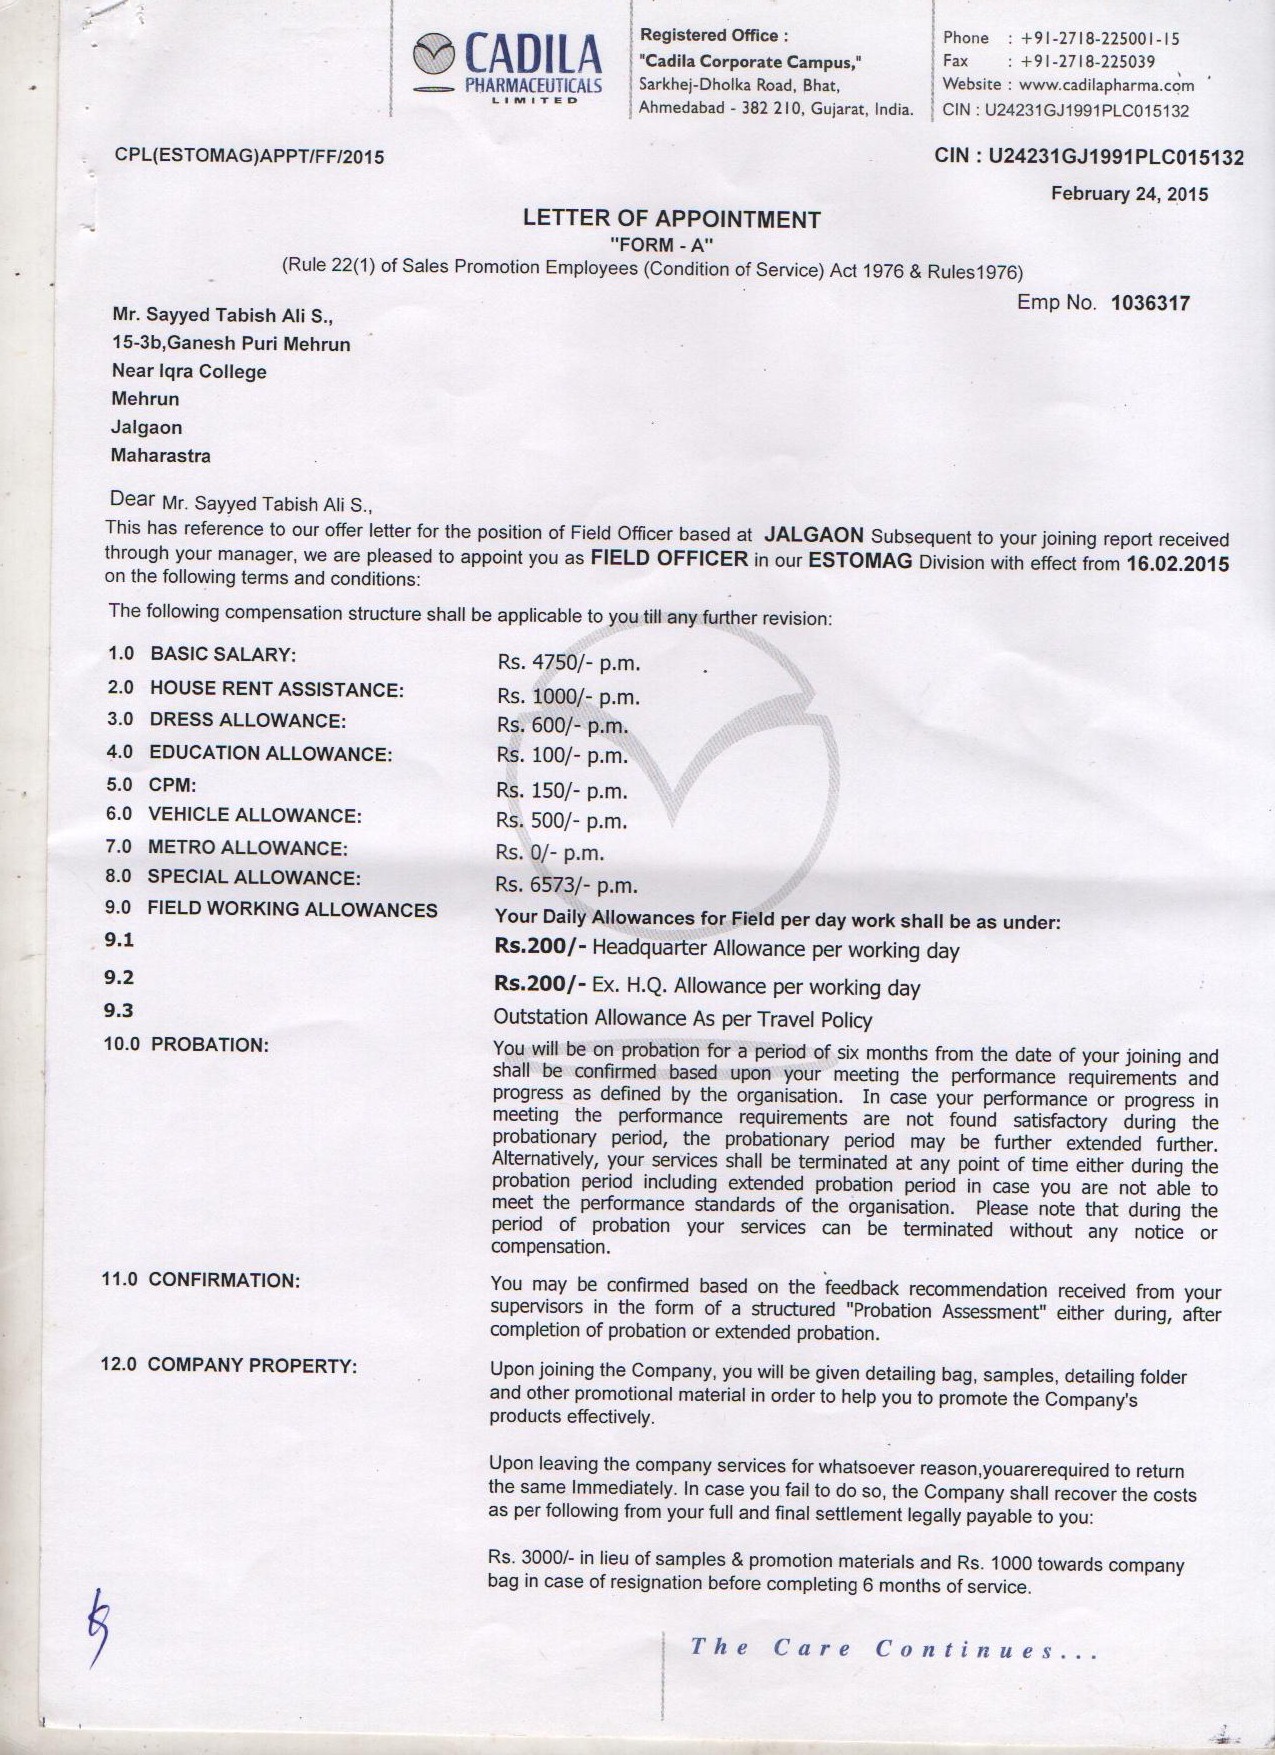 CADILA
PHARMACEUTICALS
LIMITED
Registered Office :
"Cadila Corporate Campus,"
Sarkhej-Dholka Road, Bhat,
Ahmedabad - 382 210, Gujarat, India.
Phone : +91-2718-225001-15
Fax : +91-2718-225039
Website : www.cadilapharma.com
CIN : U24231GJ1991PLC015132
CPL(ESTOMAG)APPT/FF/2015
CIN : U24231GJ1991PLC015132
February 24, 2015
LETTER OF APPOINTMENT
"FORM - A"
(Rule 22(1) of Sales Promotion Employees (Condition of Service) Act 1976 & Rules1976)
Emp No. 1036317
Mr. Sayyed Tabish Ali S.,
15-3b,Ganesh Puri Mehrun
Near Iqra College
Mehrun
Jalgaon
Maharastra
Dear Mr. Sayyed Tabish Ali S.,
This has reference to our offer letter for the position of Field Officer based at JALGAON Subsequent to your joining report received
through your manager, we are pleased to appoint you as FIELD OFFICER in our ESTOMAG Division with effect from 16.02.2015
on the following terms and conditions:
The following compensation structure shall be applicable to you till any further revision:
1.0 BASIC SALARY: Rs. 4750/- p.m.
2.0 HOUSE RENT ASSISTANCE: Rs. 1000/- p.m.
3.0 DRESS ALLOWANCE: Rs. 600/- p.m.
4.0 EDUCATION ALLOWANCE: Rs. 100/- p.m.
5.0 CPM: Rs. 150/- p.m.
6.0 VEHICLE ALLOWANCE: Rs. 500/- p.m.
7.0 METRO ALLOWANCE: Rs. 0/- p.m.
8.0 SPECIAL ALLOWANCE: Rs. 6573/- p.m.
9.0 FIELD WORKING ALLOWANCES Your Daily Allowances for Field per day work shall be as under:
9.1 Rs.200/- Headquarter Allowance per working day
9.2 Rs.200/- Ex. H.Q. Allowance per working day
9.3 Outstation Allowance As per Travel Policy
10.0 PROBATION: You will be on probation for a period of six months from the date of your joining and
shall be confirmed based upon your meeting the performance requirements and
progress as defined by the organisation. In case your performance or progress in
meeting the performance requirements are not found satisfactory during the
probationary period, the probationary period may be further extended further.
Alternatively, your services shall be terminated at any point of time either during the
probation period including extended probation period in case you are not able to
meet the performance standards of the organisation. Please note that during the
period of probation your services can be terminated without any notice or
compensation.
11.0 CONFIRMATION: You may be confirmed based on the feedback recommendation received from your
supervisors in the form of a structured "Probation Assessment" either during, after
completion of probation or extended probation.
12.0 COMPANY PROPERTY: Upon joining the Company, you will be given detailing bag, samples, detailing folder
and other promotional material in order to help you to promote the Company's
products effectively.
Upon leaving the company services for whatsoever reason,youarerequired to return
the same Immediately. In case you fail to do so, the Company shall recover the costs
as per following from your full and final settlement legally payable to you:
Rs. 3000/- in lieu of samples & promotion materials and Rs. 1000 towards company
bag in case of resignation before completing 6 months of service.
The Care Continues...